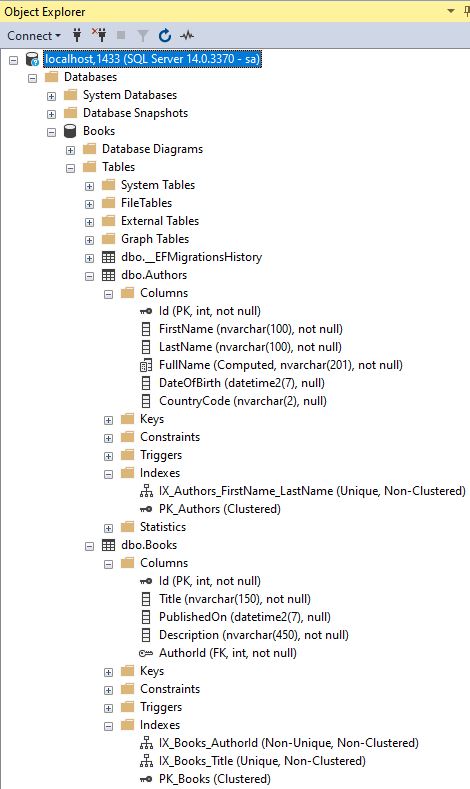 Object Explorer
Connect
localhost,1433 (SQL Server 14.0.3370 - sa)
Databases
System Databases
Database Snapshots
Books
Database Diagrams
Tables
System Tables
FileTables
External Tables
Graph Tables
dbo.__EFMigrationsHistory
dbo.Authors
Columns
Id (PK, int, not null)
FirstName (nvarchar(100), not null)
LastName (nvarchar(100), not null)
FullName (Computed, nvarchar(201), not null)
DateOfBirth (datetime2(7), null)
CountryCode (nvarchar(2), null)
Keys
Constraints
Triggers
Indexes
IX_Authors_FirstName_LastName (Unique, Non-Clustered)
PK_Authors (Clustered)
Statistics
dbo.Books
Columns
Id (PK, int, not null)
Title (nvarchar(150), not null)
PublishedOn (datetime2(7), null)
Description (nvarchar(450), not null)
AuthorId (FK, int, not null)
Keys
Constraints
Triggers
Indexes
IX_Books_AuthorId (Non-Unique, Non-Clustered)
IX_Books_Title (Unique, Non-Clustered)
PK_Books (Clustered)